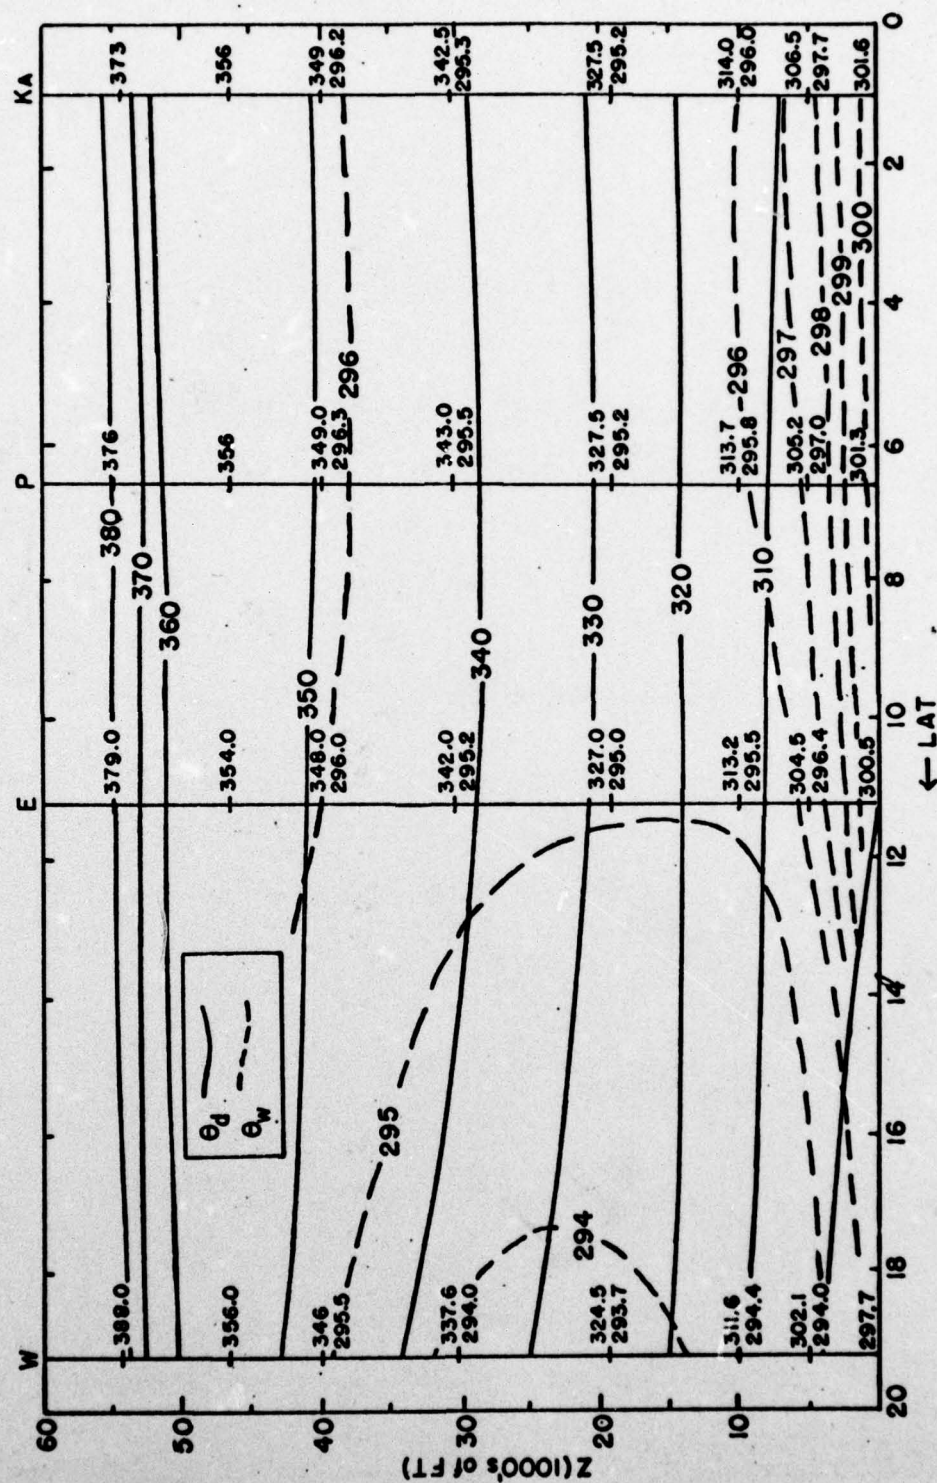 W E P KA
60
50
40
30
20
10
Z (1000's of FT)
20 18 16 14 12 10 8 6 4 2 0
← LAT
θd
θw
388.0 379.0 376 373
380
370
360
356.0 354.0 356 356
350
346 348.0 349.0 349
295.5 296.0 296.3 296.2
296
295
340
337.6 342.0 343.0 342.5
294.0 295.2 295.5 295.3
330
294
324.5 327.0 327.5 327.5
293.7 295.0 295.2 295.2
320
311.6 313.2 313.7 314.0
294.4 295.5 295.8 296.0
296
310
302.1 304.5 305.2 306.5
294.0 296.4 297.0 297.7
297
298
299
300
297.7 300.5 301.3 301.6